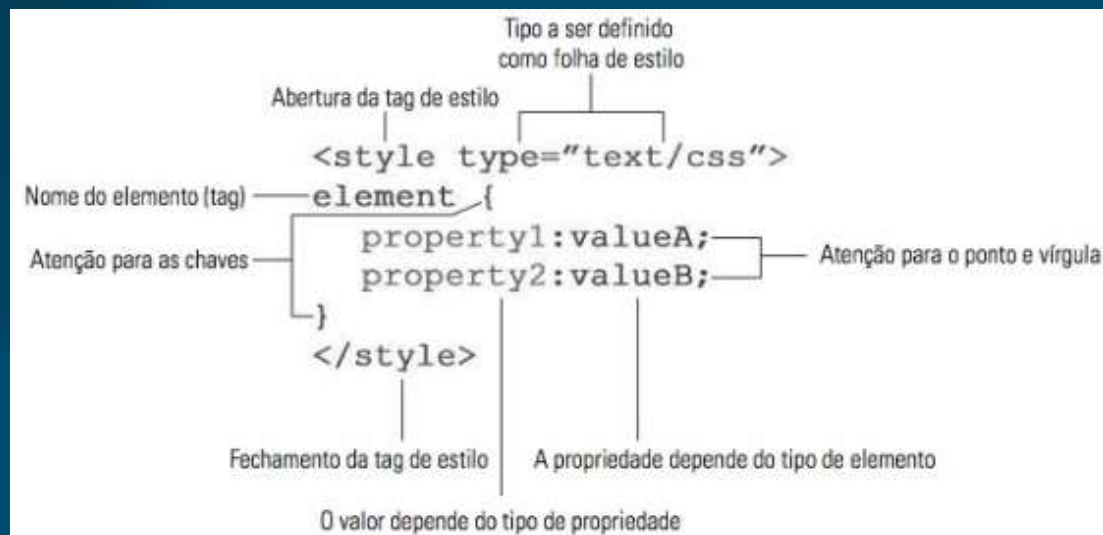 Tipo a ser definido
como folha de estilo
Abertura da tag de estilo
<style type="text/css">
Nome do elemento (tag)
element {
Atenção para as chaves
property1:valueA;
property2:valueB;
Atenção para o ponto e vírgula
}
</style>
Fechamento da tag de estilo
A propriedade depende do tipo de elemento
O valor depende do tipo de propriedade